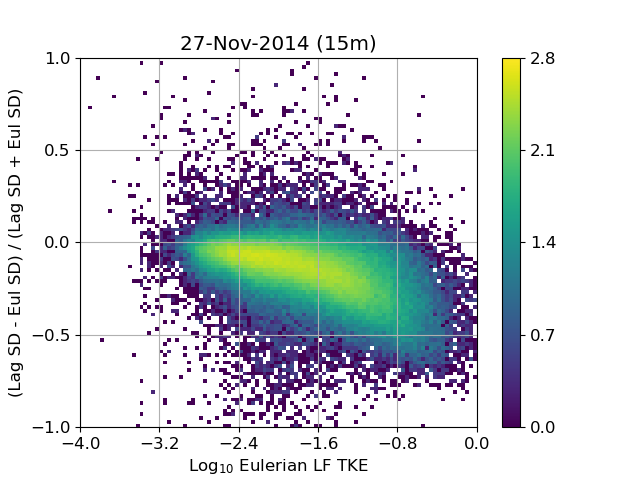 27-Nov-2014 (15m)
(Lag SD - Eul SD) / (Lag SD + Eul SD)
1.0
0.5
0.0
−0.5
−1.0
−4.0 −3.2 −2.4 −1.6 −0.8 0.0
Log₁₀ Eulerian LF TKE
2.8
2.1
1.4
0.7
0.0